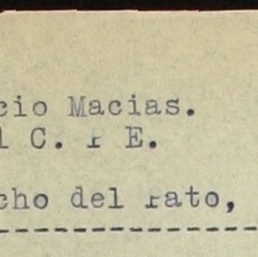 cio Macias.
l C. r E.
cho del rato,
--------------------